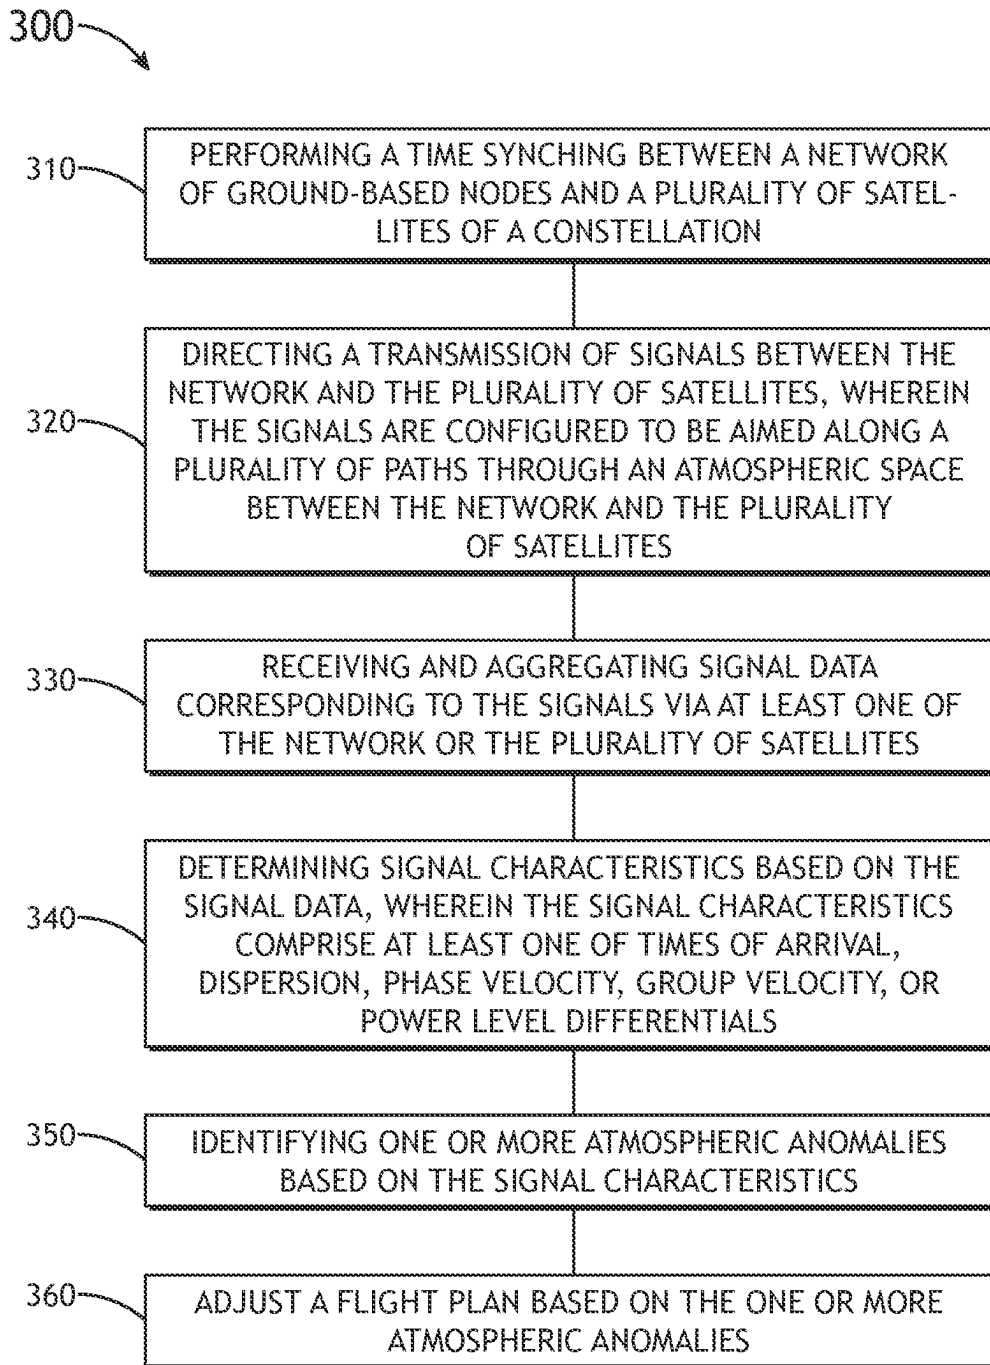 300
310
PERFORMING A TIME SYNCHING BETWEEN A NETWORK
OF GROUND-BASED NODES AND A PLURALITY OF SATEL-
LITES OF A CONSTELLATION
320
DIRECTING A TRANSMISSION OF SIGNALS BETWEEN THE
NETWORK AND THE PLURALITY OF SATELLITES, WHEREIN
THE SIGNALS ARE CONFIGURED TO BE AIMED ALONG A
PLURALITY OF PATHS THROUGH AN ATMOSPHERIC SPACE
BETWEEN THE NETWORK AND THE PLURALITY
OF SATELLITES
330
RECEIVING AND AGGREGATING SIGNAL DATA
CORRESPONDING TO THE SIGNALS VIA AT LEAST ONE OF
THE NETWORK OR THE PLURALITY OF SATELLITES
340
DETERMINING SIGNAL CHARACTERISTICS BASED ON THE
SIGNAL DATA, WHEREIN THE SIGNAL CHARACTERISTICS
COMPRISE AT LEAST ONE OF TIMES OF ARRIVAL,
DISPERSION, PHASE VELOCITY, GROUP VELOCITY, OR
POWER LEVEL DIFFERENTIALS
350
IDENTIFYING ONE OR MORE ATMOSPHERIC ANOMALIES
BASED ON THE SIGNAL CHARACTERISTICS
360
ADJUST A FLIGHT PLAN BASED ON THE ONE OR MORE
ATMOSPHERIC ANOMALIES